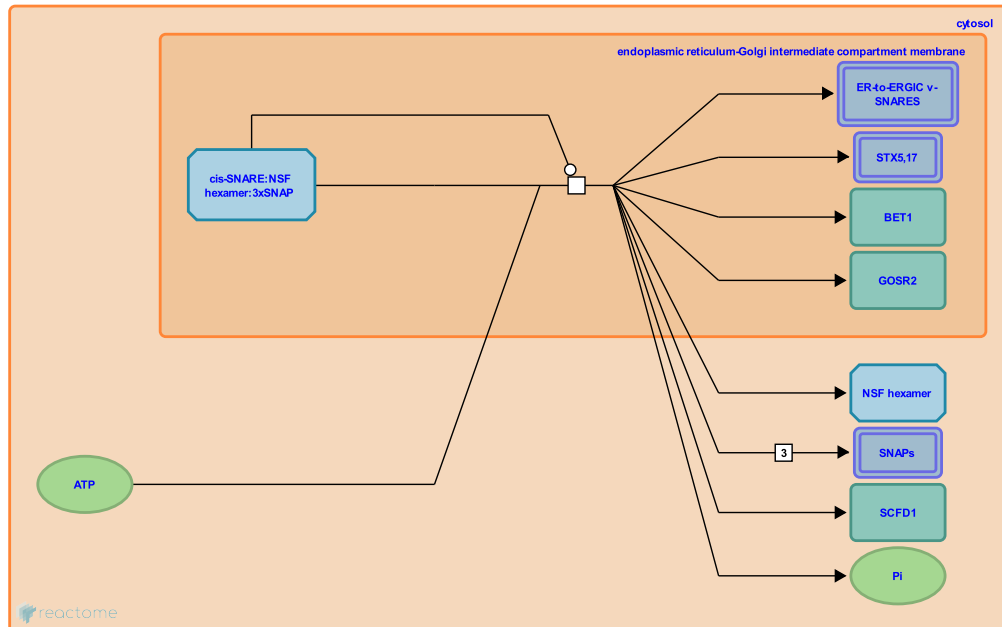 cytosol
endoplasmic reticulum-Golgi intermediate compartment membrane
ER-to-ERGIC v-
SNARES
cis-SNARE:NSF
hexamer:3xSNAP
STX5,17
BET1
GOSR2
NSF hexamer
3
SNAPs
ATP
SCFD1
Pi
reactome